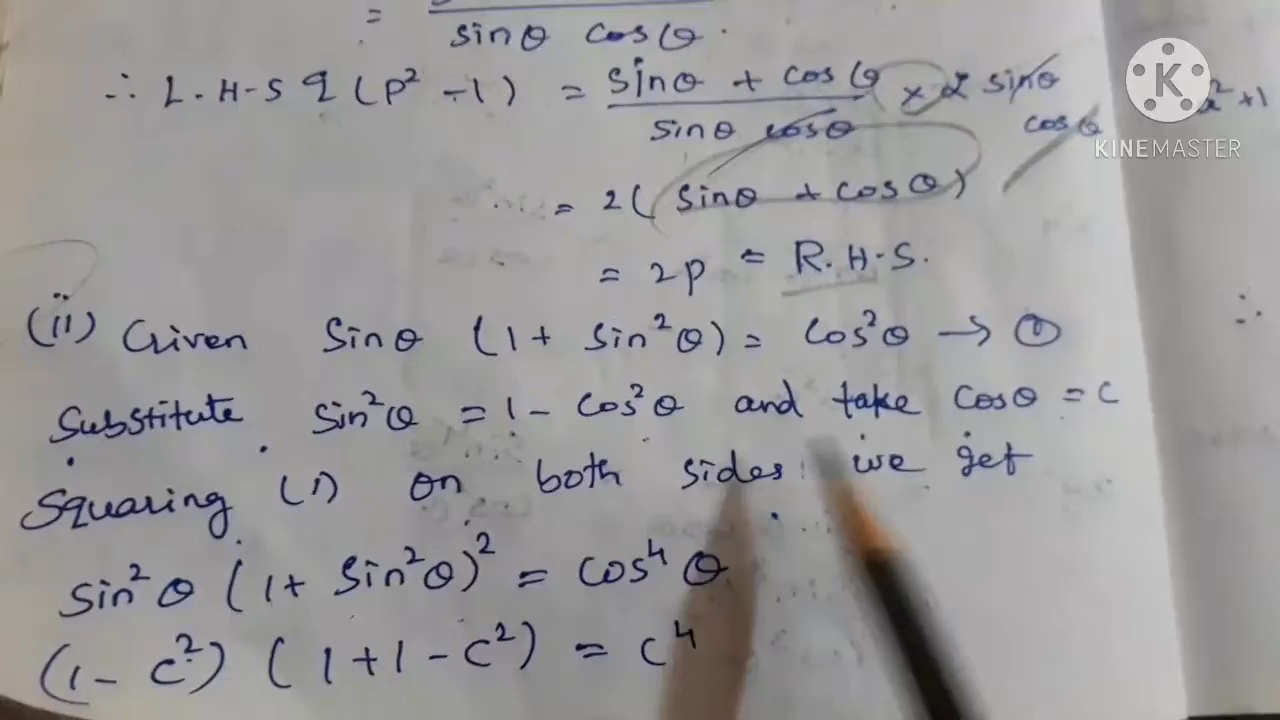 =
sinθ cosθ.
∴ L.H.S q (p² -1) = sinθ + cosθ × 2 sinθ
sinθ cosθ cosθ
= 2( sinθ + cosθ)
= 2p = R.H.S.
(ii) Given sinθ (1+ sin²θ) = cos²θ → ①
Substitute sin²θ = 1- cos²θ and take cosθ = c
Squaring (1) on both sides we get
sin²θ (1+ sin²θ)² = cos⁴θ
(1- c²) (1+1-c²) = c⁴
x²+1
∴
K
KINEMASTER